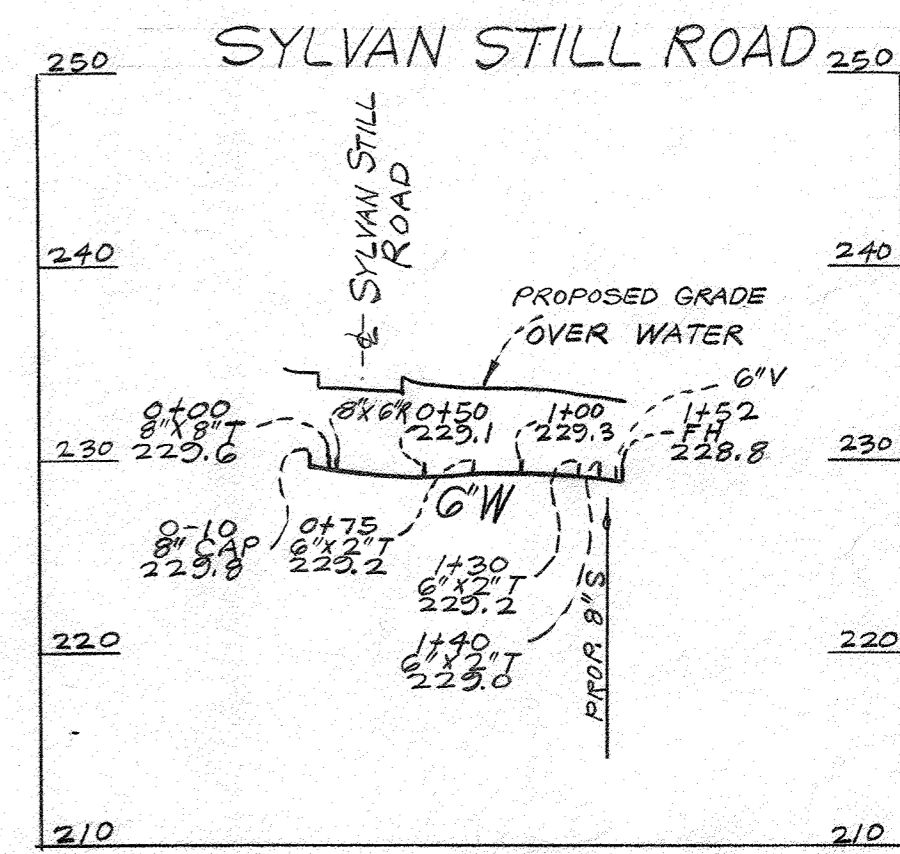 SYLVAN STILL ROAD
250
250
℄ SYLVAN STILL
ROAD
240
240
PROPOSED GRADE
OVER WATER
6"V
0+00
8"X8"T
229.6
8"X6"R
0+50
229.1
1+00
229.3
1+52
FH
228.8
230
230
6"W
0-10
8" CAP
229.8
0+75
6"X2"T
229.2
1+30
6"X2"T
229.2
1+40
6"X2"T
229.0
PROP. 8"S
220
220
210
210